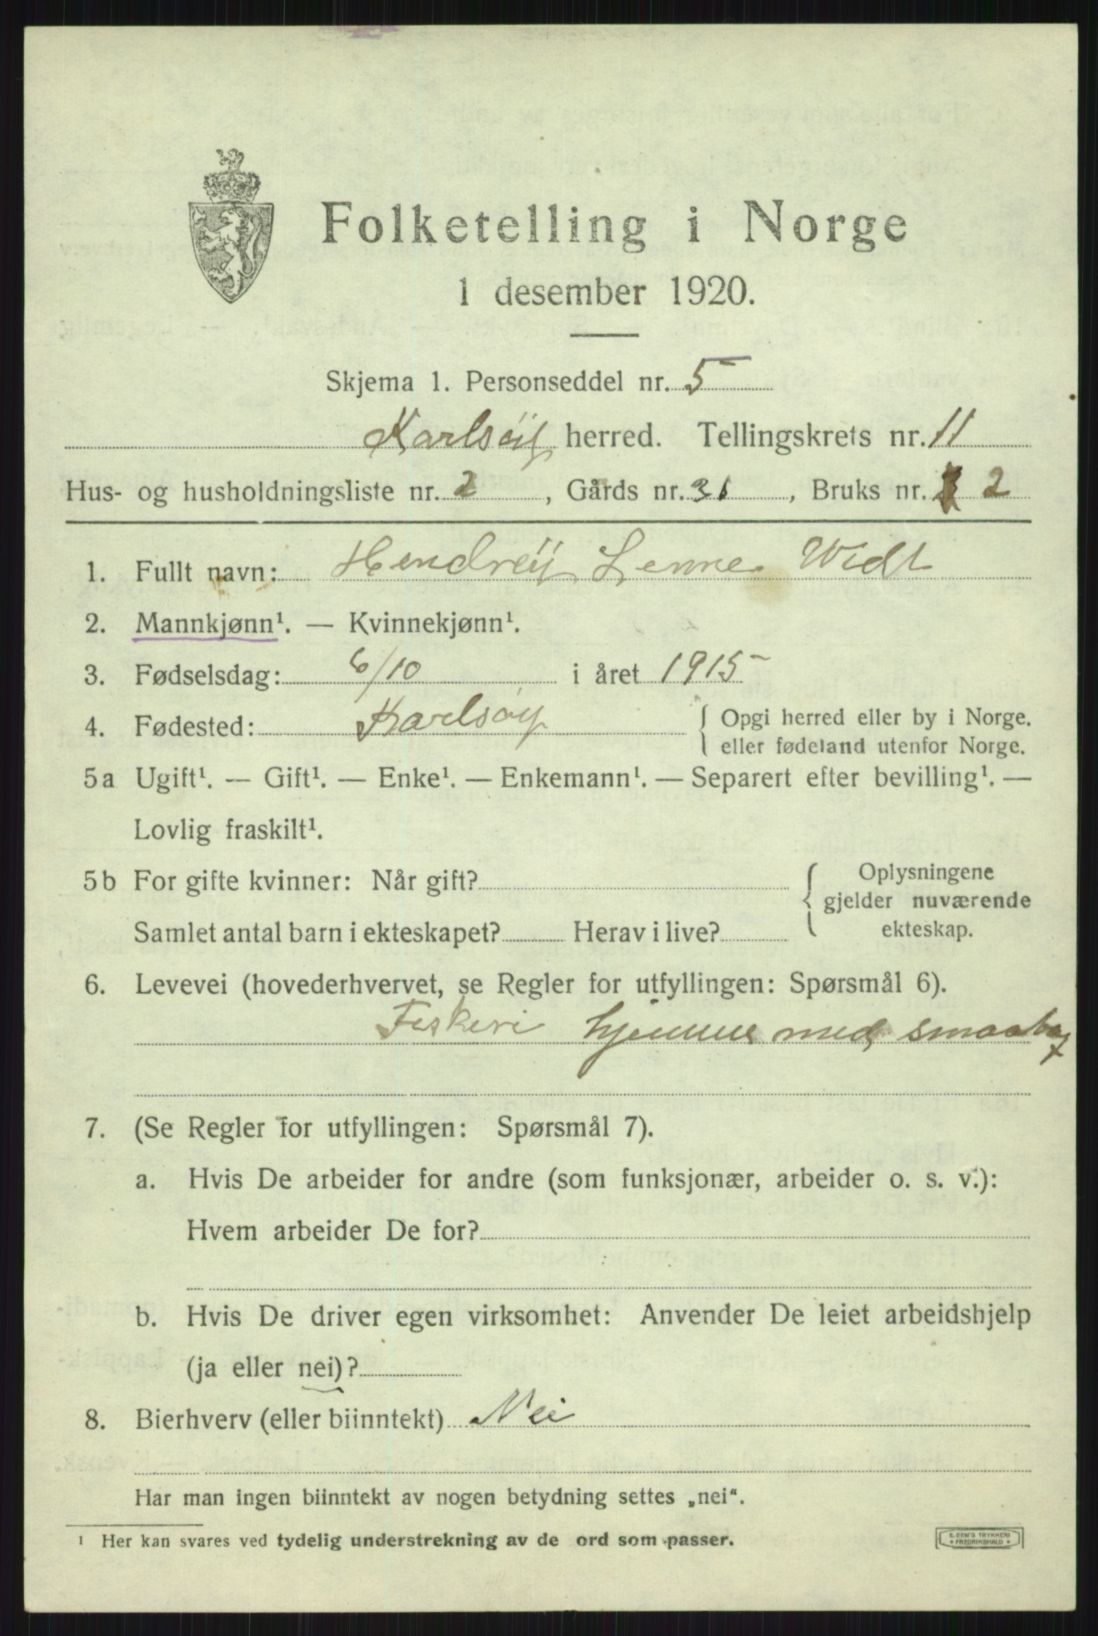 Folketelling i Norge
1 desember 1920.
Skjema 1. Personseddel nr. 5
Karlsöy herred. Tellingskrets nr. 11
Hus- og husholdningsliste nr. 2, Gårds nr. 31, Bruks nr. 2
1. Fullt navn: Hendrey Lenne Widt
2. Mannkjønn¹. — Kvinnekjønn¹.
3. Fødselsdag: 6/10 i året 1915
4. Fødested: Karlsøy { Opgi herred eller by i Norge.
eller fødeland utenfor Norge.
5a Ugift¹. — Gift¹. — Enke¹. — Enkemann¹. — Separert efter bevilling¹. —
Lovlig fraskilt¹.
5b For gifte kvinner: Når gift? { Oplysningene
gjelder nuværende
Samlet antal barn i ekteskapet? Herav i live? ekteskap.
6. Levevei (hovederhvervet, se Regler for utfyllingen: Spørsmål 6).
Fiskeri hjemme med smaabag
7. (Se Regler for utfyllingen: Spørsmål 7).
a. Hvis De arbeider for andre (som funksjonær, arbeider o. s. v.):
Hvem arbeider De for?
b. Hvis De driver egen virksomhet: Anvender De leiet arbeidshjelp
(ja eller nei)?
8. Bierhverv (eller biinntekt) Nei
Har man ingen biinntekt av nogen betydning settes „nei".
¹ Her kan svares ved tydelig understrekning av de ord som passer.